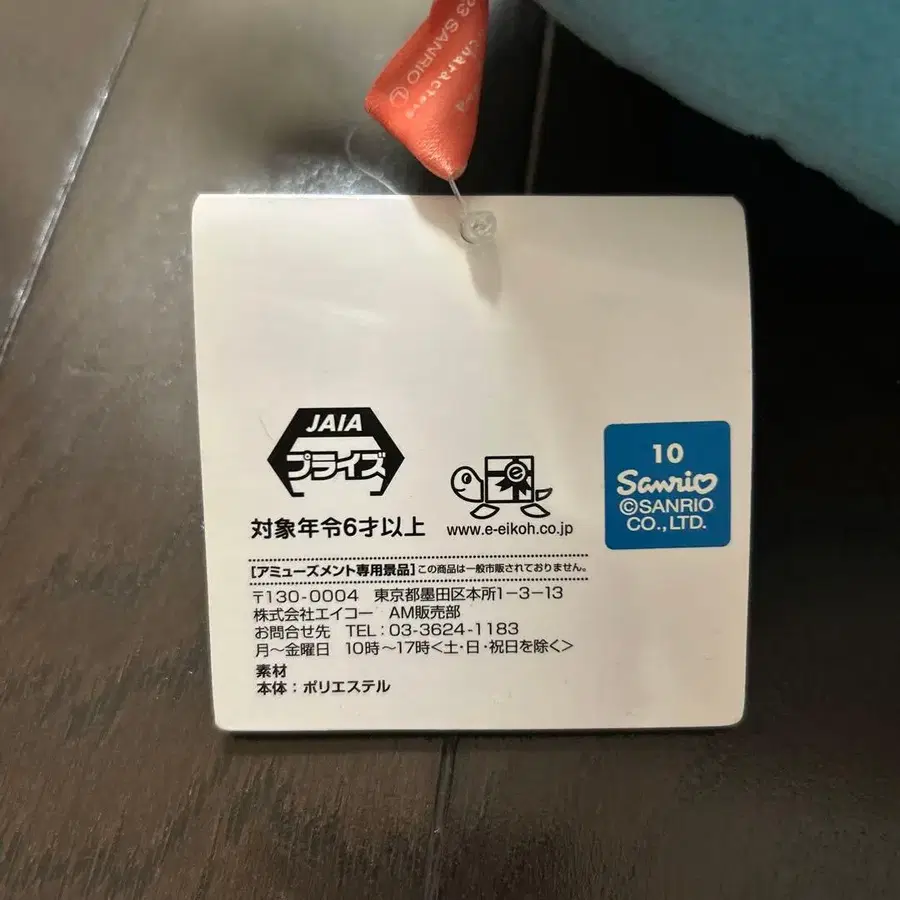 SANRIO Ⓛ
characters
JAIA
プライズ
対象年令6才以上
e
www.e-eikoh.co.jp
10
Sanrio
©SANRIO
CO.,LTD.
[アミューズメント専用景品]この商品は一般市販されておりません。
〒130-0004 東京都墨田区本所1-3-13
株式会社エイコー AM販売部
お問合せ先 TEL:03-3624-1183
月〜金曜日 10時〜17時<土・日・祝日を除く>
素材
本体:ポリエステル